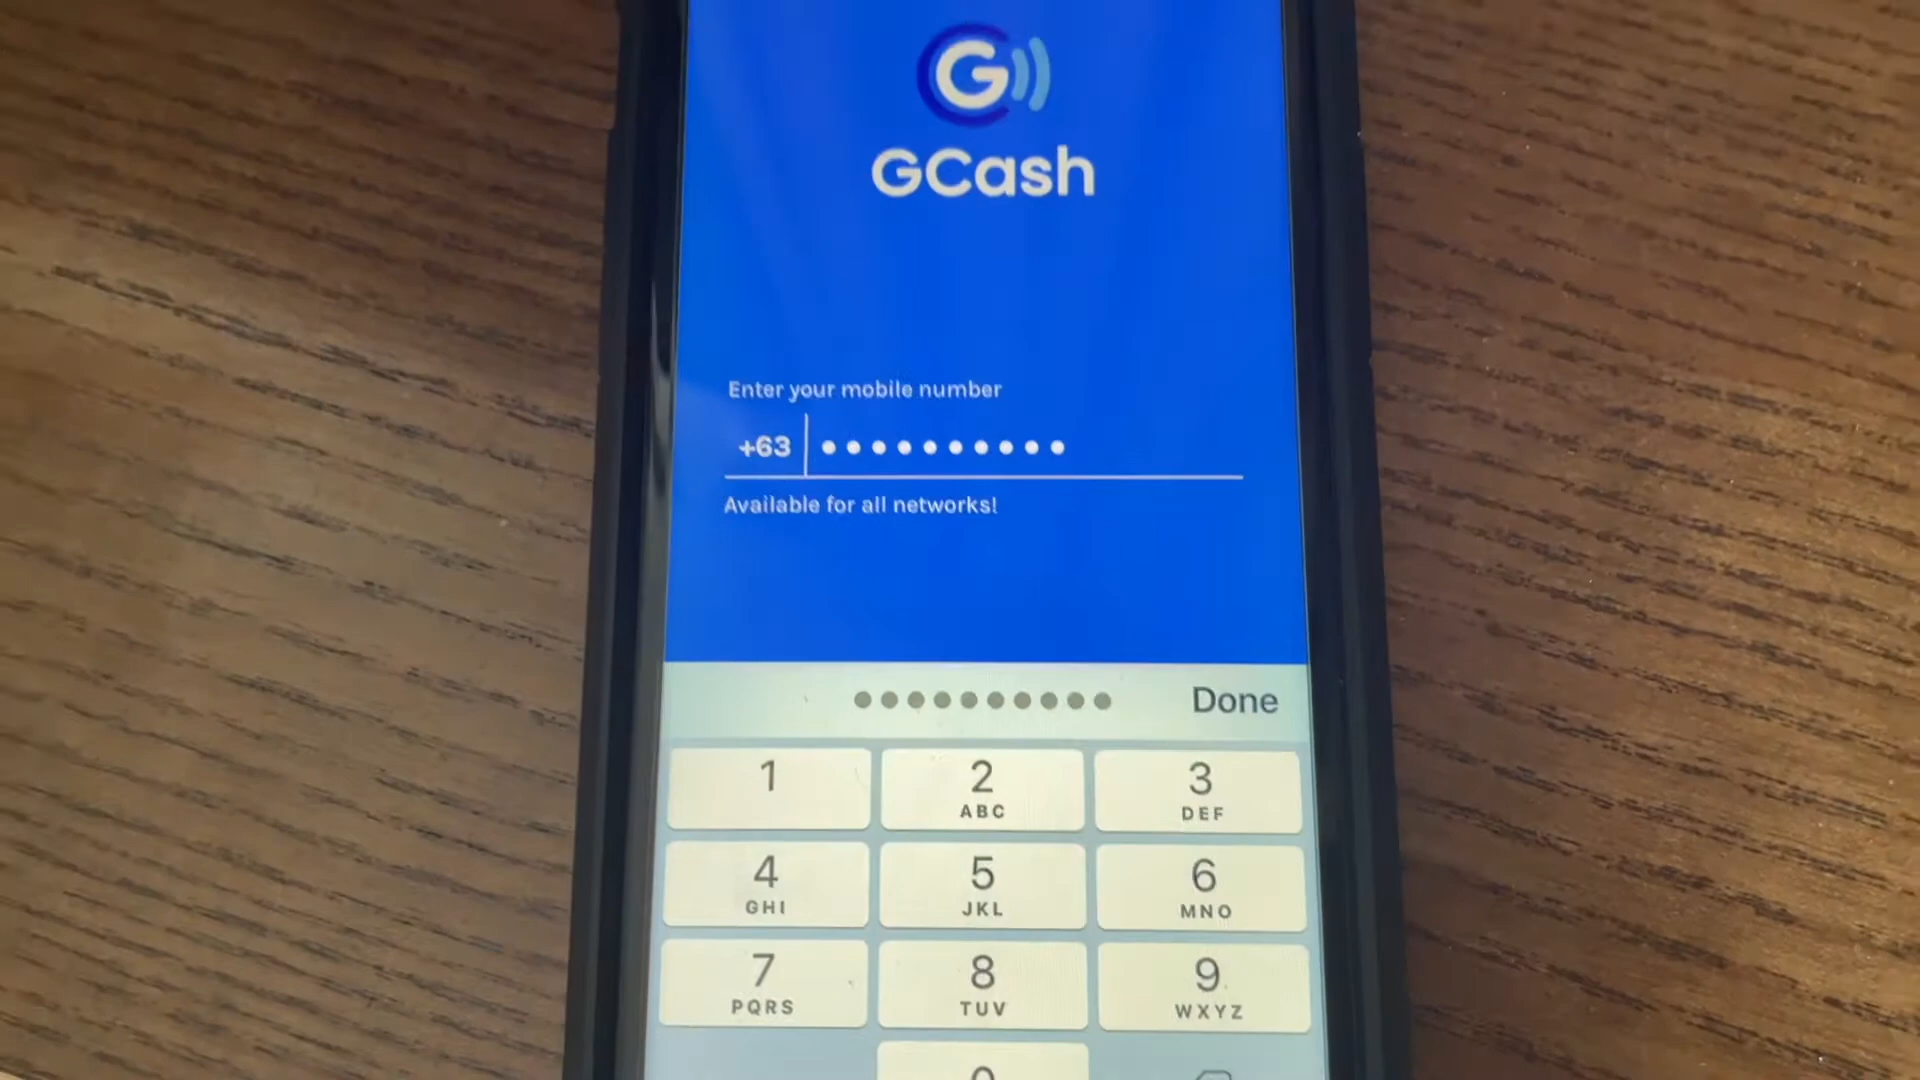 G
GCash
Enter your mobile number
+63 ••••••••••
Available for all networks!
•••••••••• Done
1
2
ABC
3
DEF
4
GHI
5
JKL
6
MNO
7
PQRS
8
TUV
9
WXYZ
0